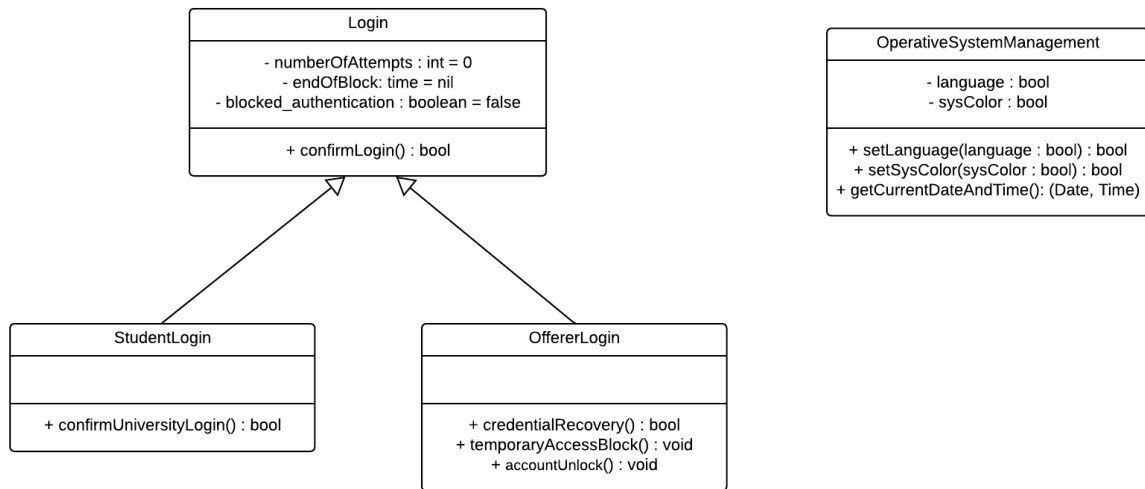 Login
- numberOfAttempts : int = 0
- endOfBlock: time = nil
- blocked_authentication : boolean = false
+ confirmLogin() : bool
OperativeSystemManagement
- language : bool
- sysColor : bool
+ setLanguage(language : bool) : bool
+ setSysColor(sysColor : bool) : bool
+ getCurrentDateAndTime(): (Date, Time)
StudentLogin
+ confirmUniversityLogin() : bool
OffererLogin
+ credentialRecovery() : bool
+ temporaryAccessBlock() : void
+ accountUnlock() : void